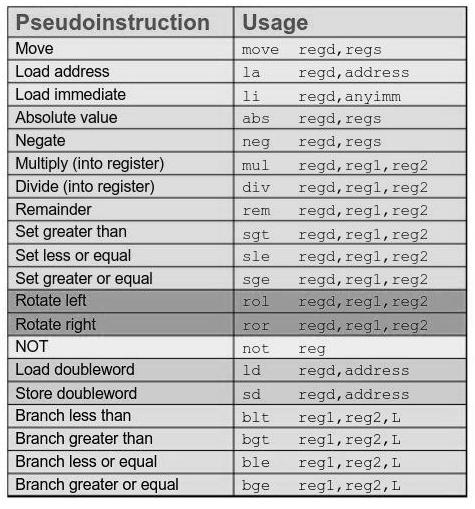 Pseudoinstruction Usage
Move move regd,regs
Load address la regd,address
Load immediate li regd,anyimm
Absolute value abs regd,regs
Negate neg regd,regs
Multiply (into register) mul regd,reg1,reg2
Divide (into register) div regd,reg1,reg2
Remainder rem regd,reg1,reg2
Set greater than sgt regd,reg1,reg2
Set less or equal sle regd,reg1,reg2
Set greater or equal sge regd,reg1,reg2
Rotate left rol regd,reg1,reg2
Rotate right ror regd,reg1,reg2
NOT not reg
Load doubleword ld regd,address
Store doubleword sd regd,address
Branch less than blt reg1,reg2,L
Branch greater than bgt reg1,reg2,L
Branch less or equal ble reg1,reg2,L
Branch greater or equal bge reg1,reg2,L